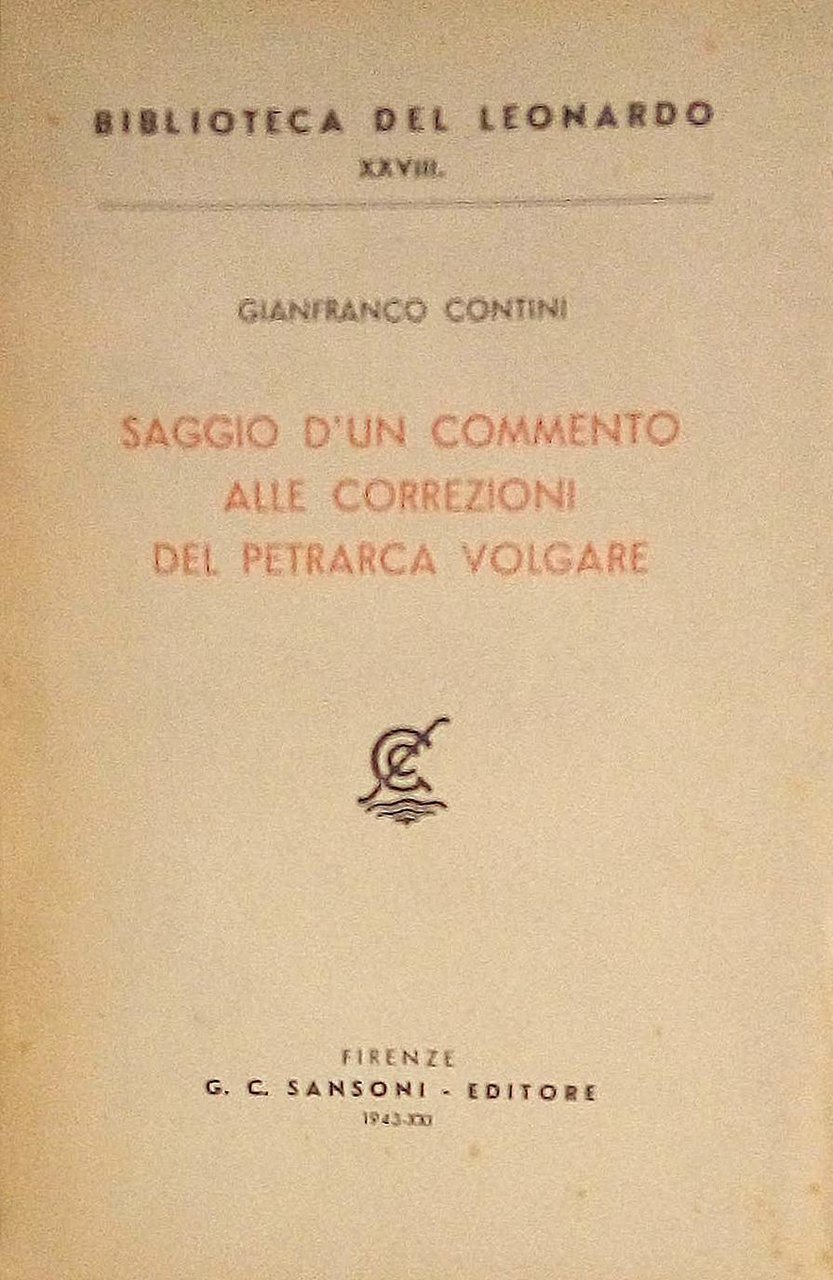 BIBLIOTECA DEL LEONARDO
XXVIII.
GIANFRANCO CONTINI
SAGGIO D'UN COMMENTO
ALLE CORREZIONI
DEL PETRARCA VOLGARE
FIRENZE
G. C. SANSONI - EDITORE
1943-XXI